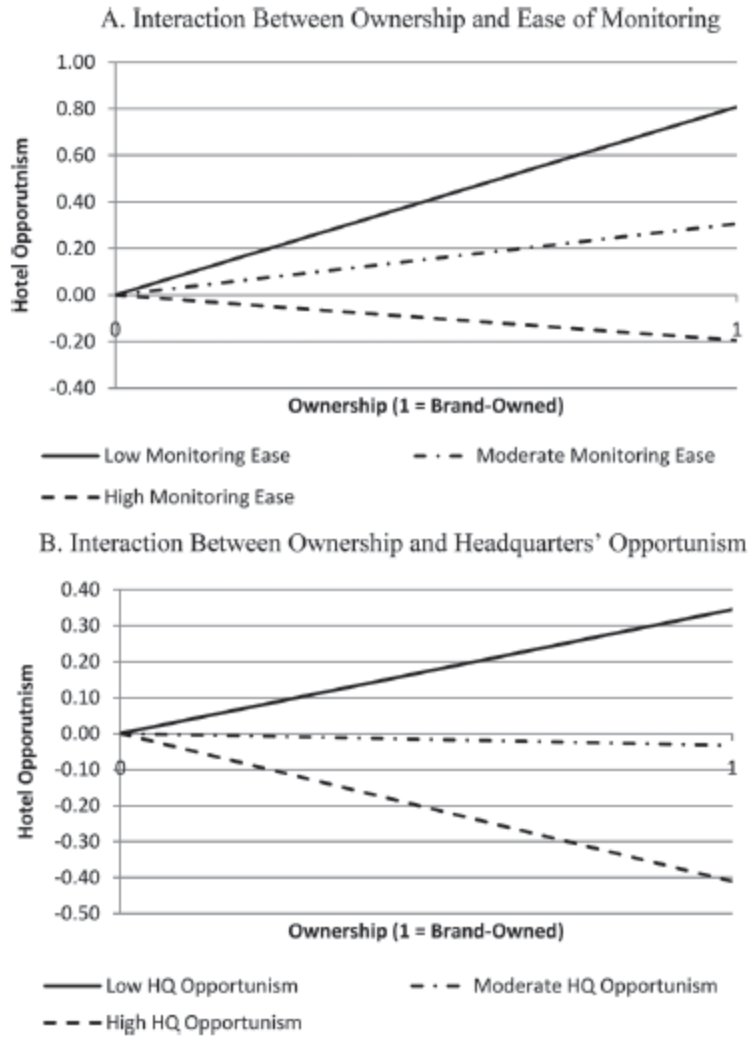 A. Interaction Between Ownership and Ease of Monitoring
1.00
0.80
0.60
0.40
0.20
0.00
-0.20
-0.40
Hotel Opporutnism
0
1
Ownership (1 = Brand-Owned)
Low Monitoring Ease
Moderate Monitoring Ease
High Monitoring Ease
B. Interaction Between Ownership and Headquarters’ Opportunism
0.40
0.30
0.20
0.10
0.00
-0.10
-0.20
-0.30
-0.40
-0.50
Hotel Opporutnism
0
1
Ownership (1 = Brand-Owned)
Low HQ Opportunism
Moderate HQ Opportunism
High HQ Opportunism